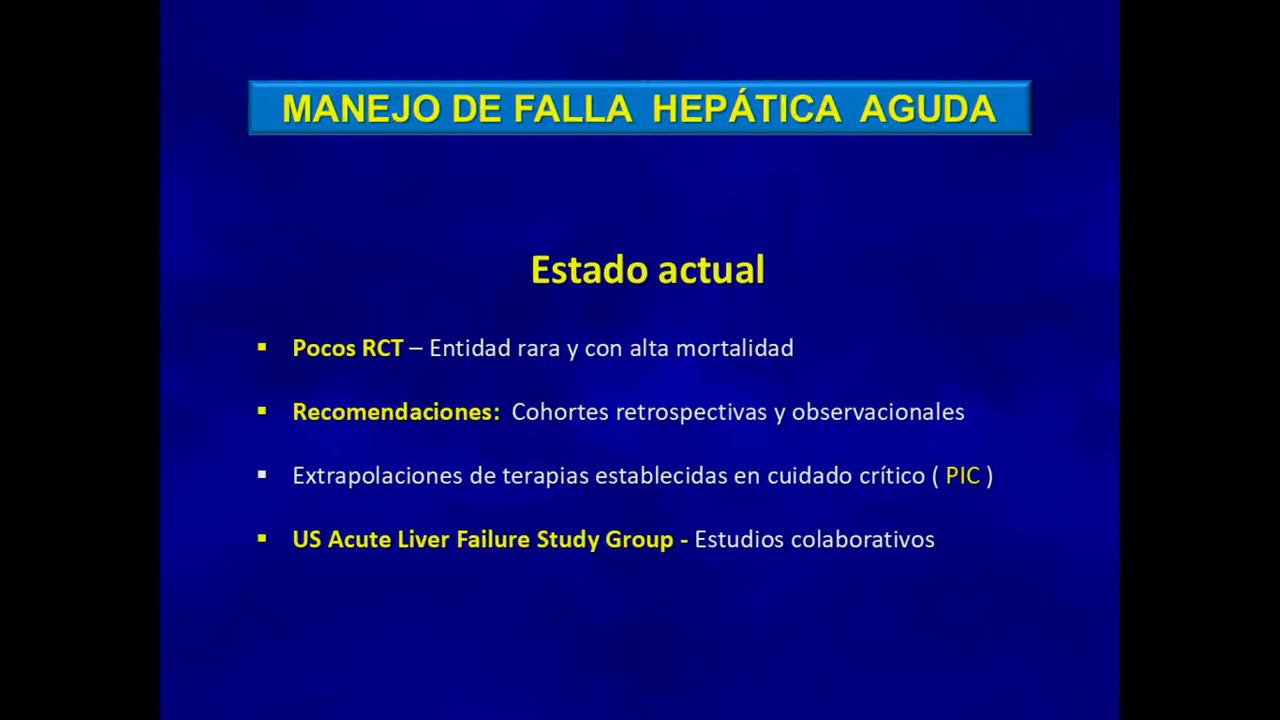 MANEJO DE FALLA HEPÁTICA AGUDA
Estado actual
▪ Pocos RCT – Entidad rara y con alta mortalidad
▪ Recomendaciones: Cohortes retrospectivas y observacionales
▪ Extrapolaciones de terapias establecidas en cuidado crítico ( PIC )
▪ US Acute Liver Failure Study Group - Estudios colaborativos